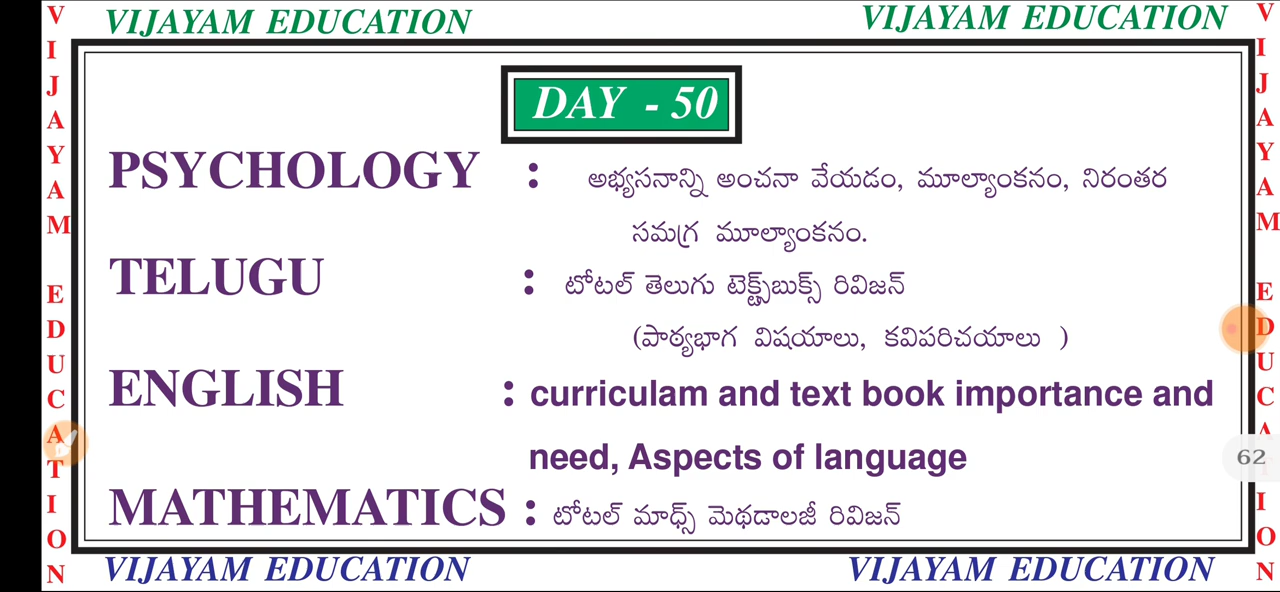 VIJAYAM EDUCATION
VIJAYAM EDUCATION
VIJAYAM EDUCATION
VIJAYAM EDUCATION
DAY - 50
PSYCHOLOGY : అభ్యసనాన్ని అంచనా వేయడం, మూల్యాంకనం, నిరంతర
సమగ్ర మూల్యాంకనం.
TELUGU : టోటల్ తెలుగు టెక్ట్స్‌బుక్స్ రివిజన్
(పాఠ్యభాగ విషయాలు, కవిపరిచయాలు )
ENGLISH : curriculam and text book importance and
need, Aspects of language
MATHEMATICS : టోటల్ మాథ్స్ మెథడాలజీ రివిజన్
62
VIJAYAM EDUCATION
VIJAYAM EDUCATION